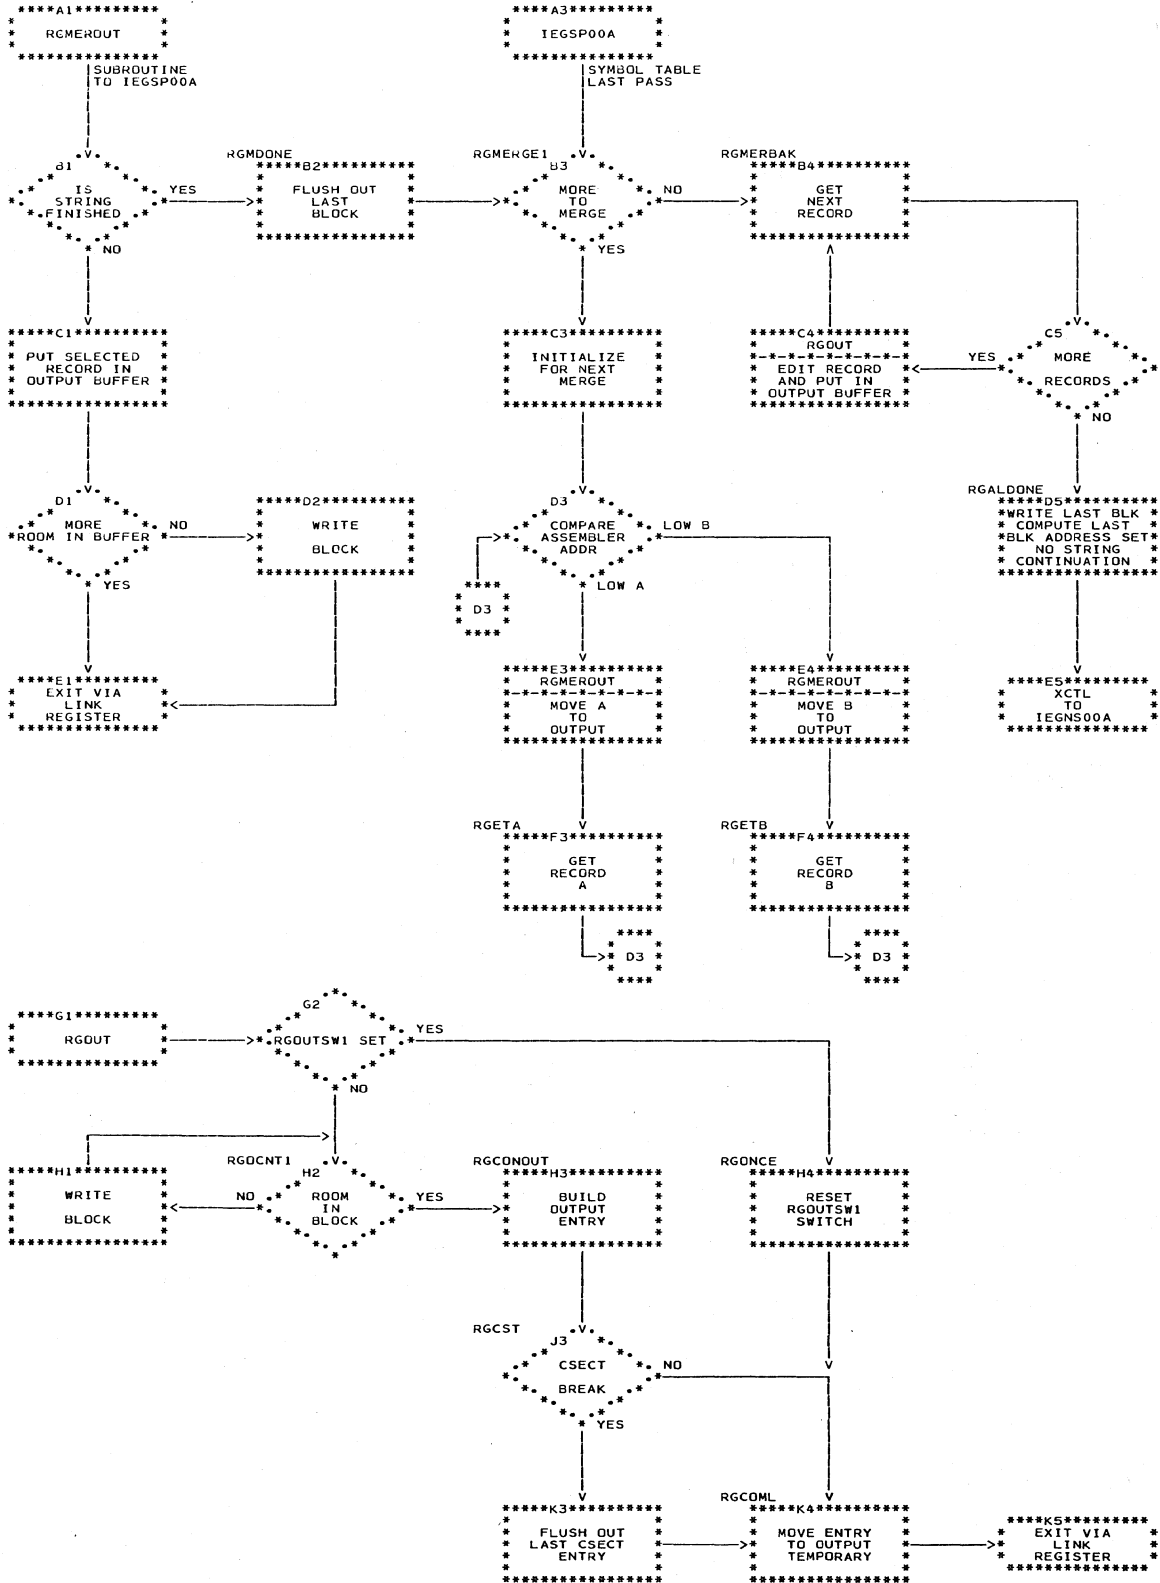 A1
RGMEROUT
SUBROUTINE
TO IEGSP00A
B1
IS
STRING
FINISHED
YES
NO
RGMDONE
B2
FLUSH OUT
LAST
BLOCK
C1
PUT SELECTED
RECORD IN
OUTPUT BUFFER
D1
MORE
ROOM IN BUFFER
NO
YES
D2
WRITE
BLOCK
E1
EXIT VIA
LINK
REGISTER
A3
IEGSP00A
SYMBOL TABLE
LAST PASS
RGMERGE1
B3
MORE
TO
MERGE
NO
YES
RGMERBAK
B4
GET
NEXT
RECORD
C3
INITIALIZE
FOR NEXT
MERGE
C4
RGOUT
EDIT RECORD
AND PUT IN
OUTPUT BUFFER
YES
C5
MORE
RECORDS
NO
D3
COMPARE
ASSEMBLER
ADDR
LOW B
LOW A
D3
RGALDONE
D5
WRITE LAST BLK
COMPUTE LAST
BLK ADDRESS SET
NO STRING
CONTINUATION
E3
RGMEROUT
MOVE A
TO
OUTPUT
E4
RGMEROUT
MOVE B
TO
OUTPUT
E5
XCTL
TO
IEGNS00A
RGETA
F3
GET
RECORD
A
D3
RGETB
F4
GET
RECORD
B
D3
G1
RGOUT
G2
RGOUTSW1 SET
YES
NO
H1
WRITE
BLOCK
RGOCNT1
H2
ROOM
IN
BLOCK
NO
YES
RGCONOUT
H3
BUILD
OUTPUT
ENTRY
RGONCE
H4
RESET
RGOUTSW1
SWITCH
RGCST
J3
CSECT
BREAK
NO
YES
K3
FLUSH OUT
LAST CSECT
ENTRY
RGCOML
K4
MOVE ENTRY
TO OUTPUT
TEMPORARY
K5
EXIT VIA
LINK
REGISTER